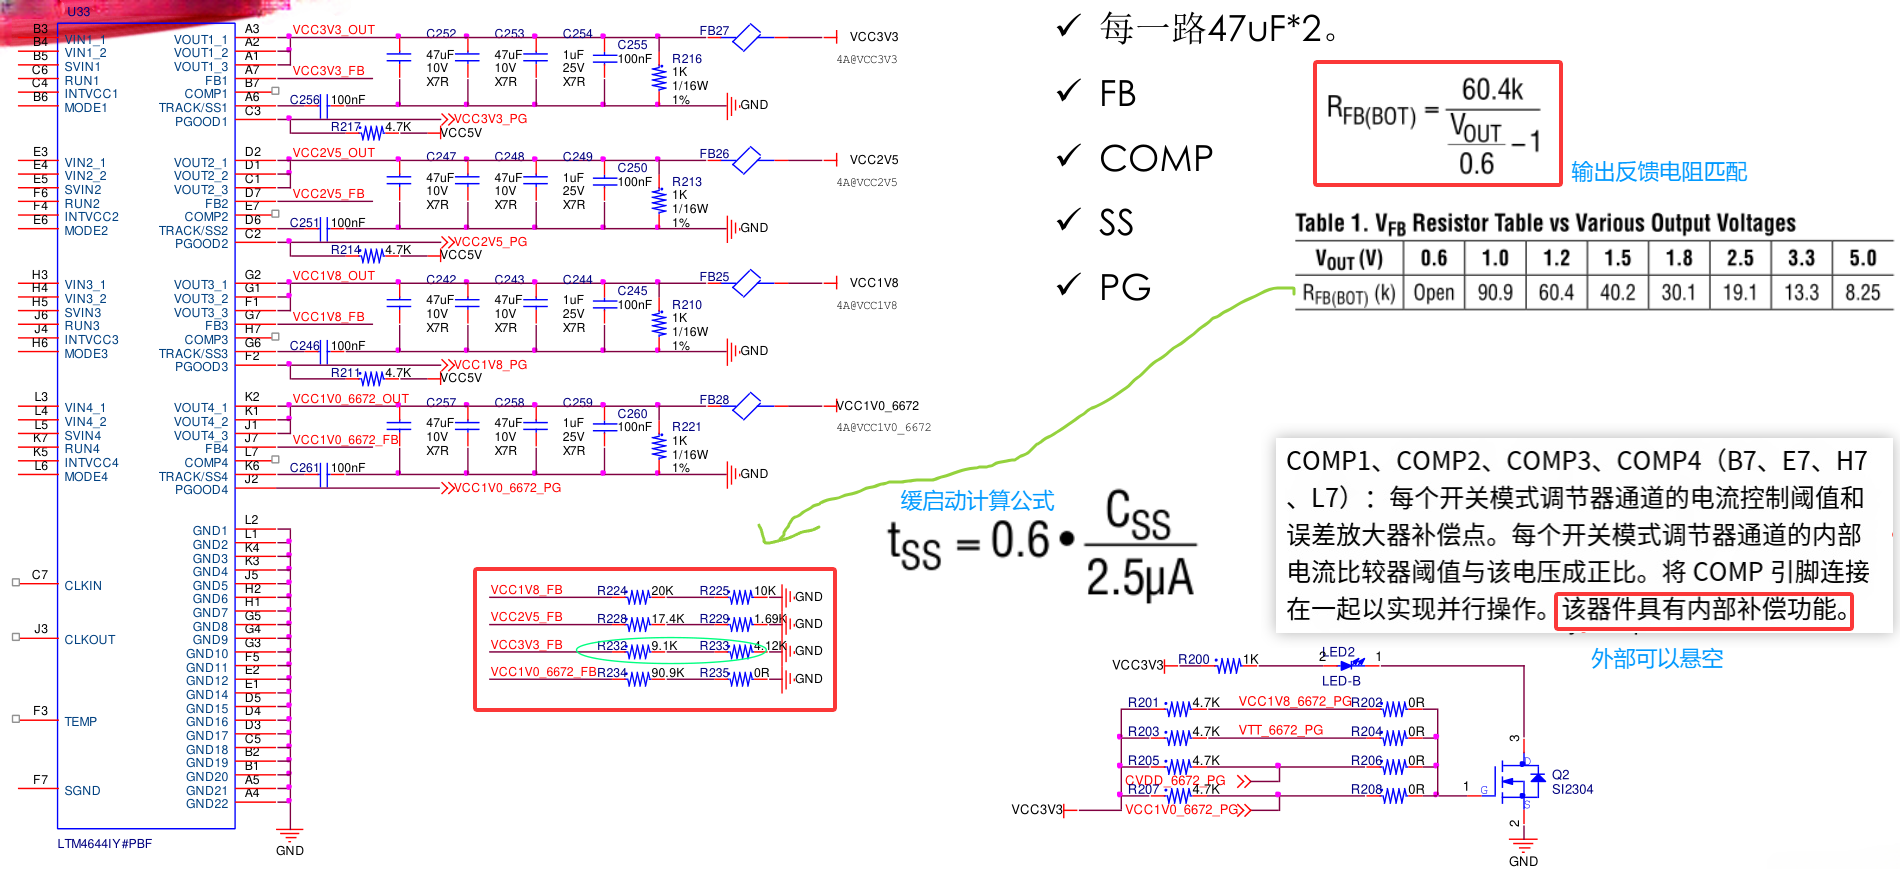 U33
B3 VIN1_1
B4 VIN1_2
B5 SVIN1
C6 RUN1
C4 INTVCC1
B6 MODE1
VOUT1_1 A3
VOUT1_2 A2
VOUT1_3 A1
FB1 A7
COMP1 B7
TRACK/SS1 A6
PGOOD1 C3
VCC3V3_OUT
VCC3V3_FB
C256 100nF
VCC3V3_PG
R217 4.7K VCC5V
C252 47uF 10V X7R
C253 47uF 10V X7R
C254 1uF 25V X7R
C255 100nF
R216 1K 1/16W 1%
GND
FB27
VCC3V3
4A@VCC3V3
E3 VIN2_1
E4 VIN2_2
E5 SVIN2
F6 RUN2
F4 INTVCC2
E6 MODE2
VOUT2_1 D2
VOUT2_2 D1
VOUT2_3 C1
FB2 D7
COMP2 E7
TRACK/SS2 D6
PGOOD2 C2
VCC2V5_OUT
VCC2V5_FB
C251 100nF
VCC2V5_PG
R214 4.7K VCC5V
C247 47uF 10V X7R
C248 47uF 10V X7R
C249 1uF 25V X7R
C250 100nF
R213 1K 1/16W 1%
GND
FB26
VCC2V5
4A@VCC2V5
H3 VIN3_1
H4 VIN3_2
H5 SVIN3
J6 RUN3
J4 INTVCC3
H6 MODE3
VOUT3_1 G2
VOUT3_2 G1
VOUT3_3 F1
FB3 G7
COMP3 H7
TRACK/SS3 G6
PGOOD3 F2
VCC1V8_OUT
VCC1V8_FB
C246 100nF
VCC1V8_PG
R211 4.7K VCC5V
C242 47uF 10V X7R
C243 47uF 10V X7R
C244 1uF 25V X7R
C245 100nF
R210 1K 1/16W 1%
GND
FB25
VCC1V8
4A@VCC1V8
L3 VIN4_1
L4 VIN4_2
L5 SVIN4
K7 RUN4
K5 INTVCC4
L6 MODE4
VOUT4_1 K2
VOUT4_2 K1
VOUT4_3 J1
FB4 J7
COMP4 L7
TRACK/SS4 K6
PGOOD4 J2
VCC1V0_6672_OUT
VCC1V0_6672_FB
C261 100nF
VCC1V0_6672_PG
C257 47uF 10V X7R
C258 47uF 10V X7R
C259 1uF 25V X7R
C260 100nF
R221 1K 1/16W 1%
GND
FB28
VCC1V0_6672
4A@VCC1V0_6672
C7 CLKIN
J3 CLKOUT
F3 TEMP
F7 SGND
GND1 L2
GND2 L1
GND3 K4
GND4 K3
GND5 J5
GND6 H2
GND7 H1
GND8 G5
GND9 G4
GND10 G3
GND11 F5
GND12 E2
GND14 E1
GND15 D5
GND16 D4
GND17 D3
GND18 C5
GND19 B2
GND20 B1
GND21 A5
GND22 A4
GND
LTM4644IY#PBF
VCC1V8_FB R224 20K R225 10K GND
VCC2V5_FB R228 17.4K R229 1.69K GND
VCC3V3_FB R232 9.1K R233 4.12K GND
VCC1V0_6672_FB R234 90.9K R235 0R GND
✓ 每一路47uF*2。
✓ FB
✓ COMP
✓ SS
✓ PG
RFB(BOT) = 60.4k / (VOUT / 0.6 − 1)
输出反馈电阻匹配
Table 1. VFB Resistor Table vs Various Output Voltages
VOUT (V) 0.6 1.0 1.2 1.5 1.8 2.5 3.3 5.0
RFB(BOT) (k) Open 90.9 60.4 40.2 30.1 19.1 13.3 8.25
缓启动计算公式
tSS = 0.6 • CSS / 2.5μA
COMP1、COMP2、COMP3、COMP4（B7、E7、H7
、L7）：每个开关模式调节器通道的电流控制阈值和
误差放大器补偿点。每个开关模式调节器通道的内部
电流比较器阈值与该电压成正比。将 COMP 引脚连接
在一起以实现并行操作。该器件具有内部补偿功能。
外部可以悬空
VCC3V3 R200 1K 2 LED2 1
LED-B
R201 4.7K VCC1V8_6672_PG R202 0R
R203 4.7K VTT_6672_PG R204 0R
R205 4.7K R206 0R
CVDD_6672_PG
R207 4.7K R208 0R
VCC3V3 VCC1V0_6672_PG
1 G
3 D
S 2
Q2
SI2304
GND